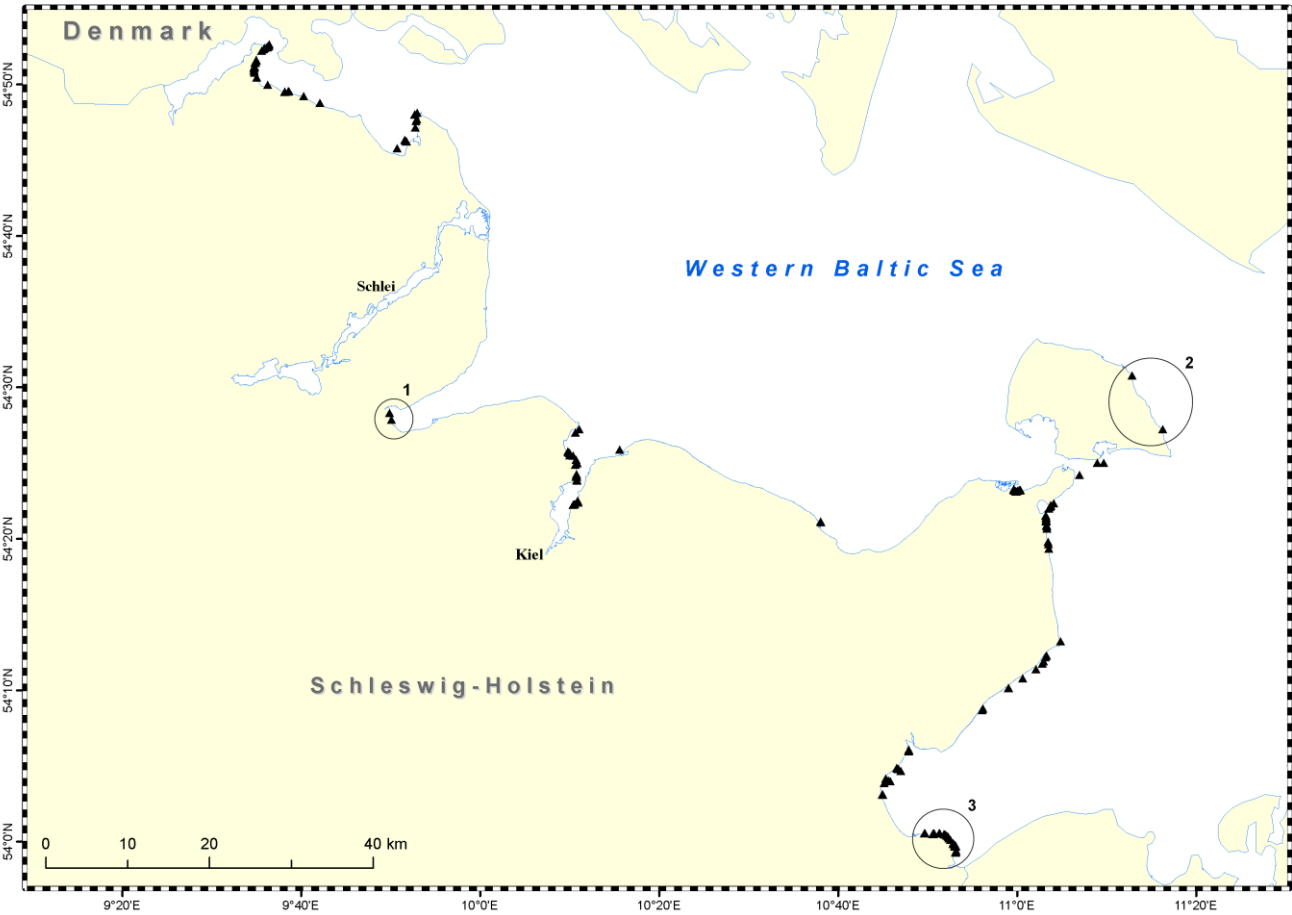 Denmark
54°50'N
54°40'N
Western Baltic Sea
Schlei
54°30'N
1
2
54°20'N
Kiel
54°10'N
Schleswig-Holstein
3
54°0'N
0 10 20 40 km
9°20'E 9°40'E 10°0'E 10°20'E 10°40'E 11°0'E 11°20'E